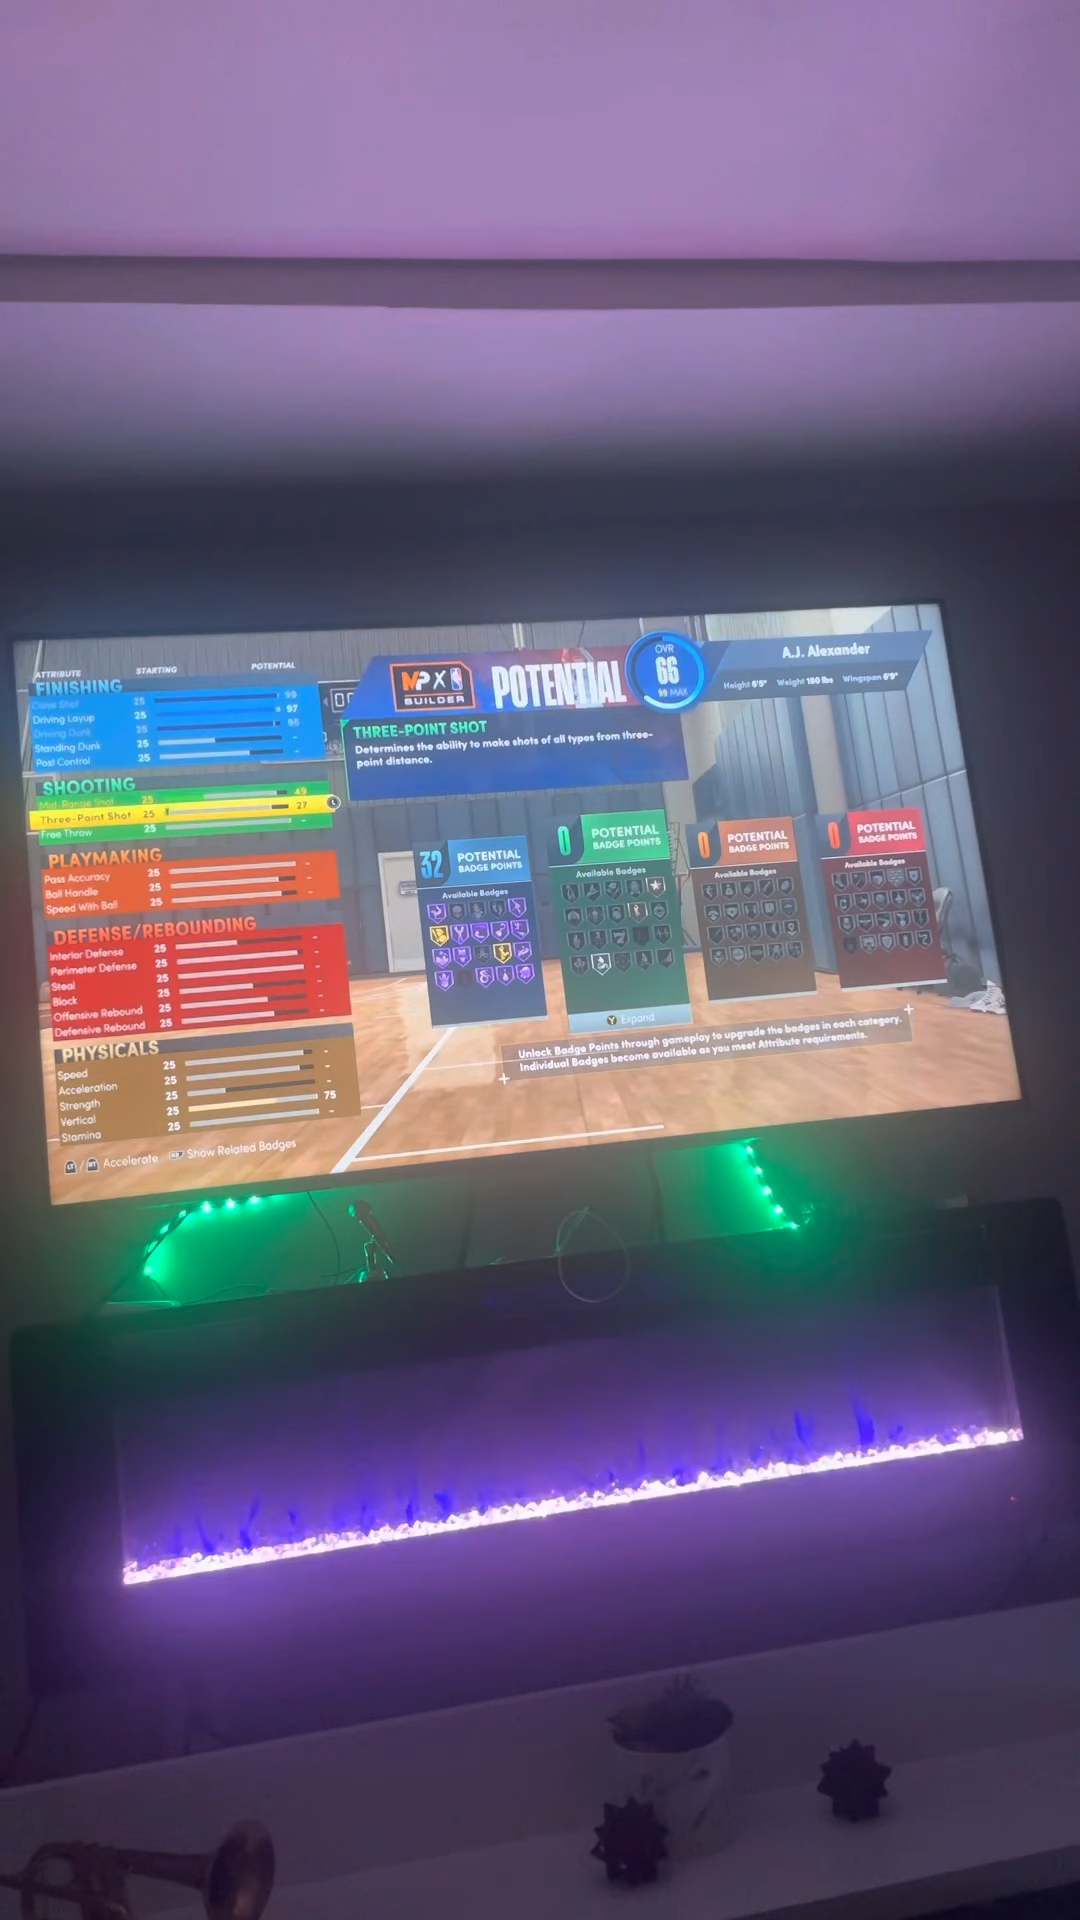 ATTRIBUTE STARTING POTENTIAL
FINISHING
Close Shot 25 99
Driving Layup 25 97
Driving Dunk 25
Standing Dunk 25 -
Post Control 25 -
SHOOTING
Mid-Range Shot 25 49
Three-Point Shot 25 27
Free Throw 25 -
PLAYMAKING
Pass Accuracy 25 -
Ball Handle 25 -
Speed With Ball 25 -
DEFENSE/REBOUNDING
Interior Defense 25 -
Perimeter Defense 25 -
Steal 25 -
Block 25 -
Offensive Rebound 25 -
Defensive Rebound 25 -
PHYSICALS
Speed 25 -
Acceleration 25 -
Strength 25 -
Vertical 25 75
Stamina 25 -
LT / RT Accelerate Show Related Badges
MP X
BUILDER
POTENTIAL
OVR
66
99 MAX
A.J. Alexander
Height 6'5" Weight 180 lbs Wingspan 6'9"
THREE-POINT SHOT
Determines the ability to make shots of all types from three-
point distance.
32 POTENTIAL
BADGE POINTS
Available Badges
0 POTENTIAL
BADGE POINTS
Available Badges
Y Expand
0 POTENTIAL
BADGE POINTS
Available Badges
0 POTENTIAL
BADGE POINTS
Available Badges
Unlock Badge Points through gameplay to upgrade the badges in each category.
Individual Badges become available as you meet Attribute requirements.